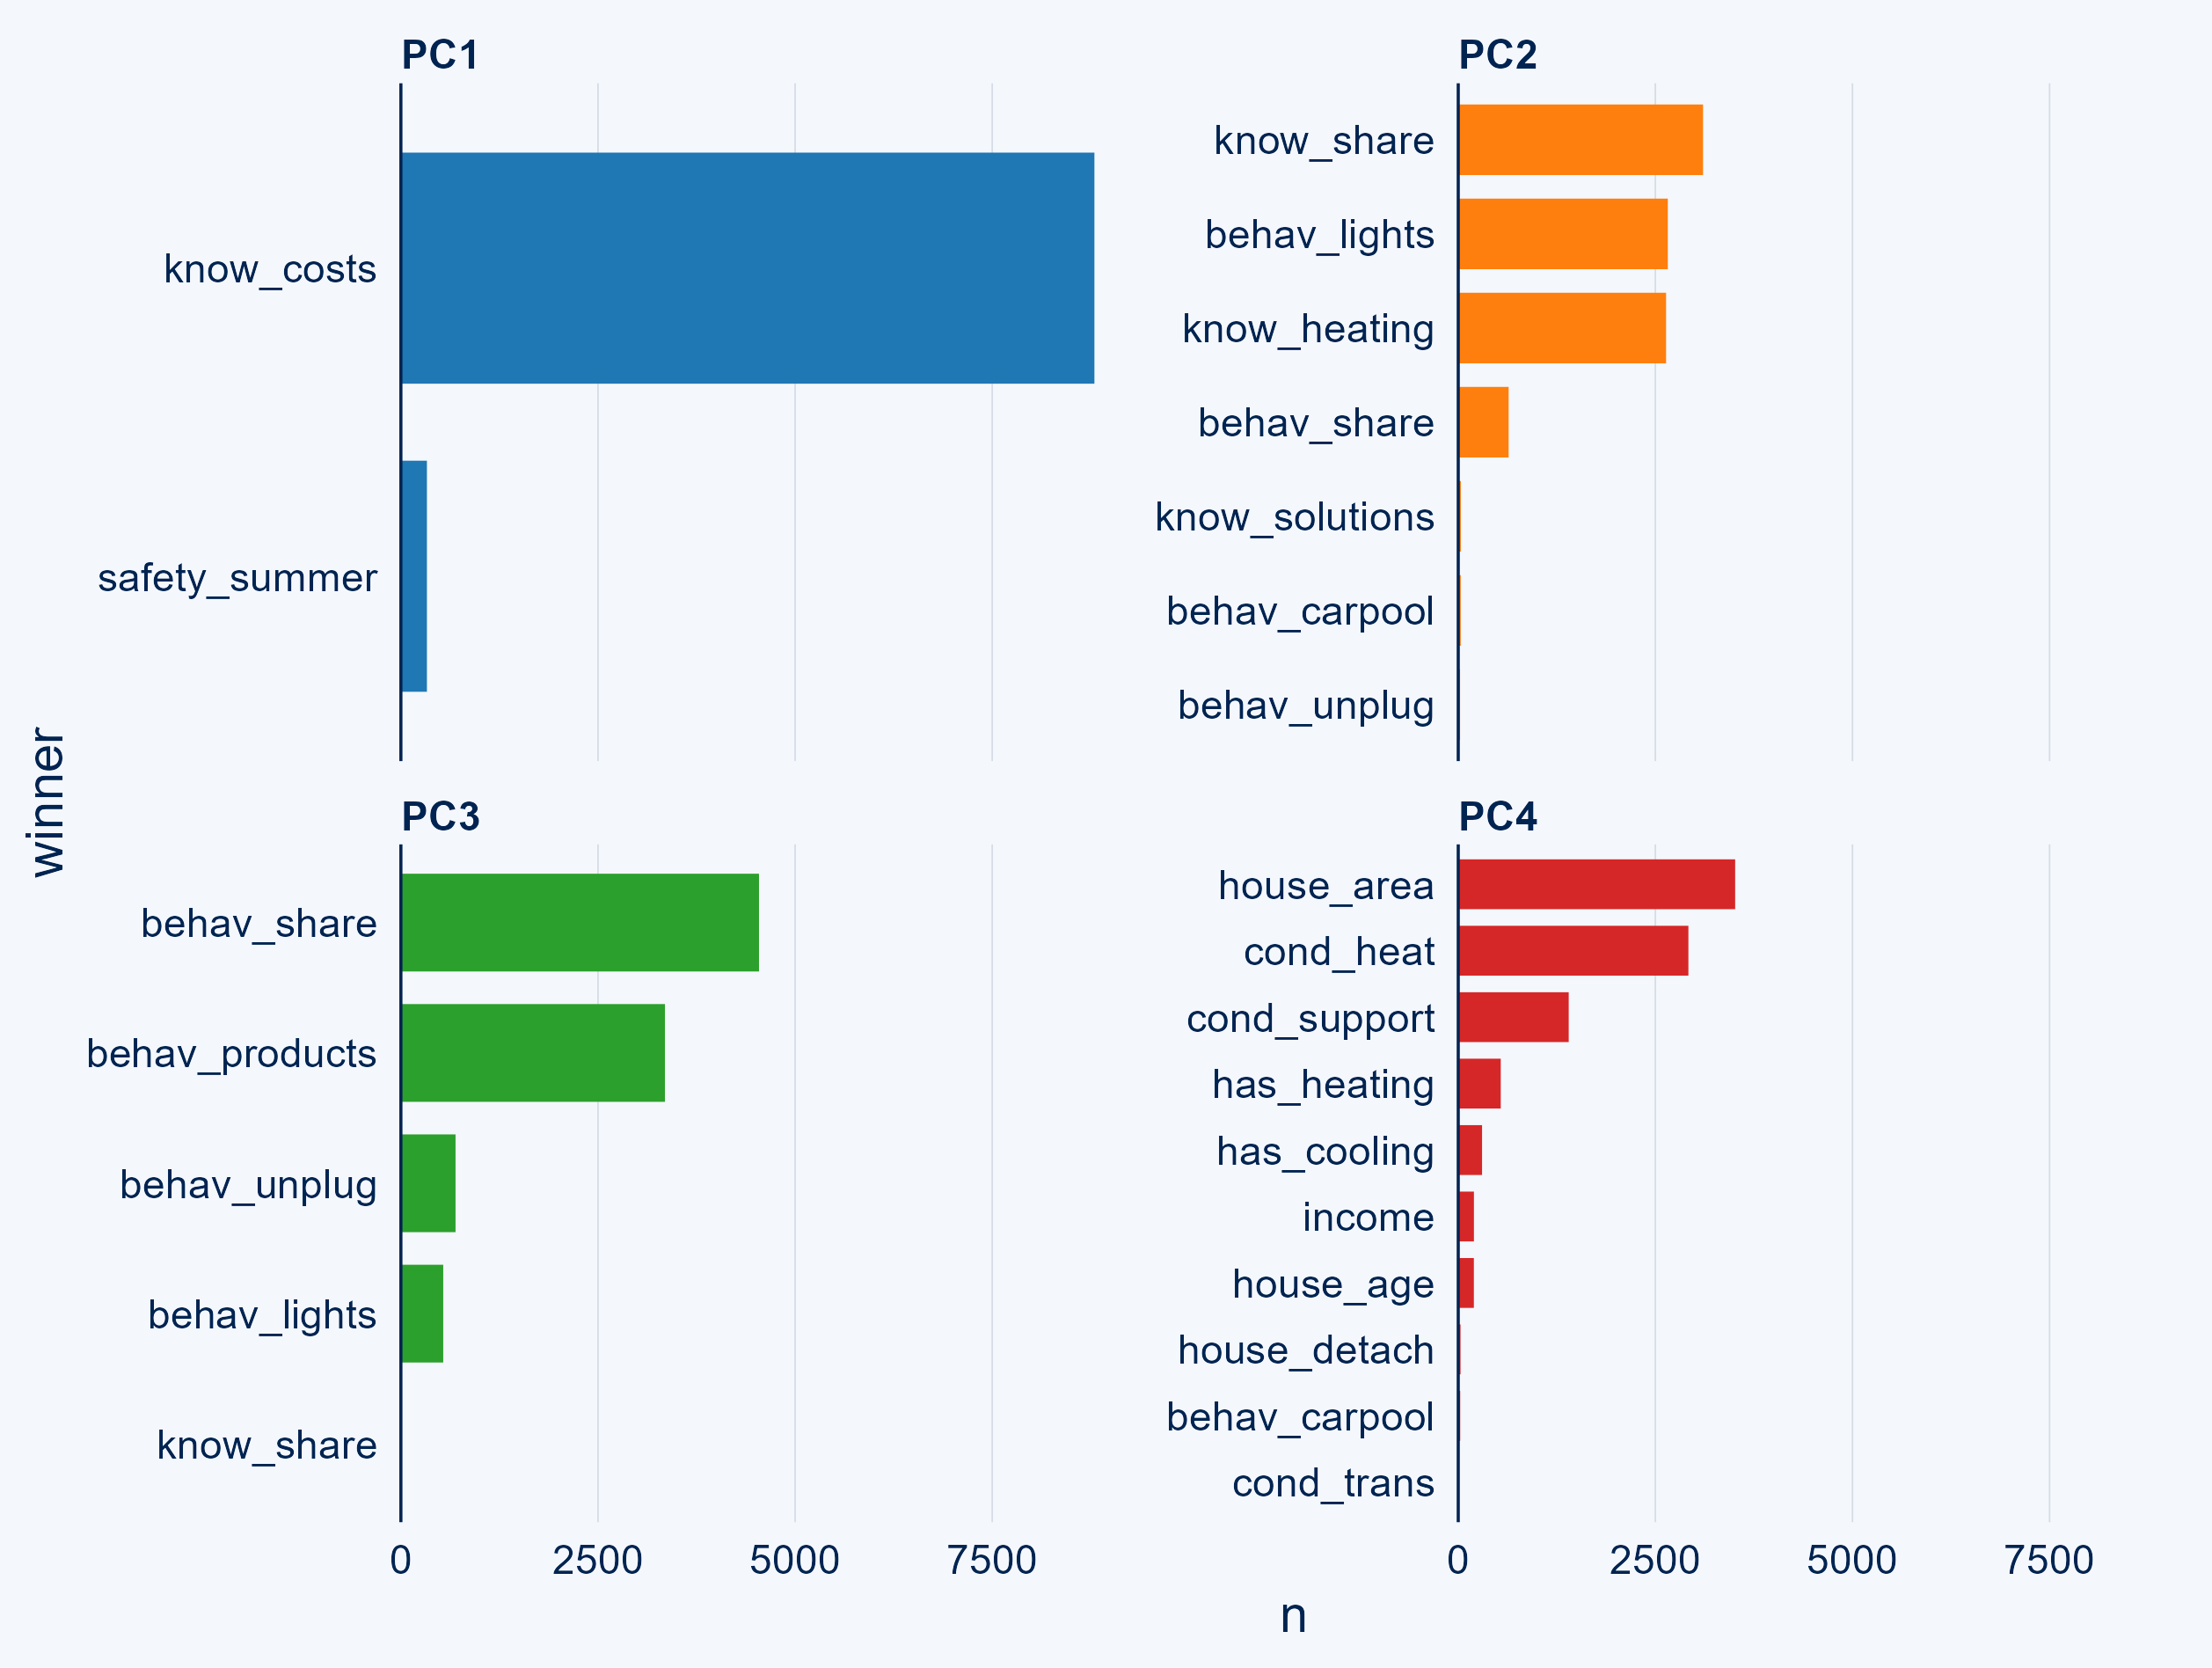 PC1
know_costs
safety_summer
PC2
know_share
behav_lights
know_heating
behav_share
know_solutions
behav_carpool
behav_unplug
winner
PC3
behav_share
behav_products
behav_unplug
behav_lights
know_share
0 2500 5000 7500
PC4
house_area
cond_heat
cond_support
has_heating
has_cooling
income
house_age
house_detach
behav_carpool
cond_trans
0 2500 5000 7500
n